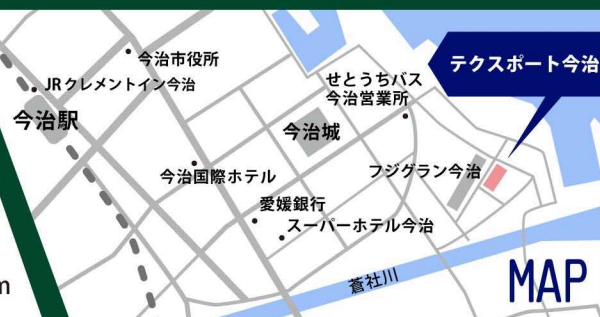 今治市役所
JRクレメントイン今治
今治駅
せとうちバス
今治営業所
テクスポート今治
今治城
今治国際ホテル
フジグラン今治
愛媛銀行
スーパーホテル今治
蒼社川
MAP
m